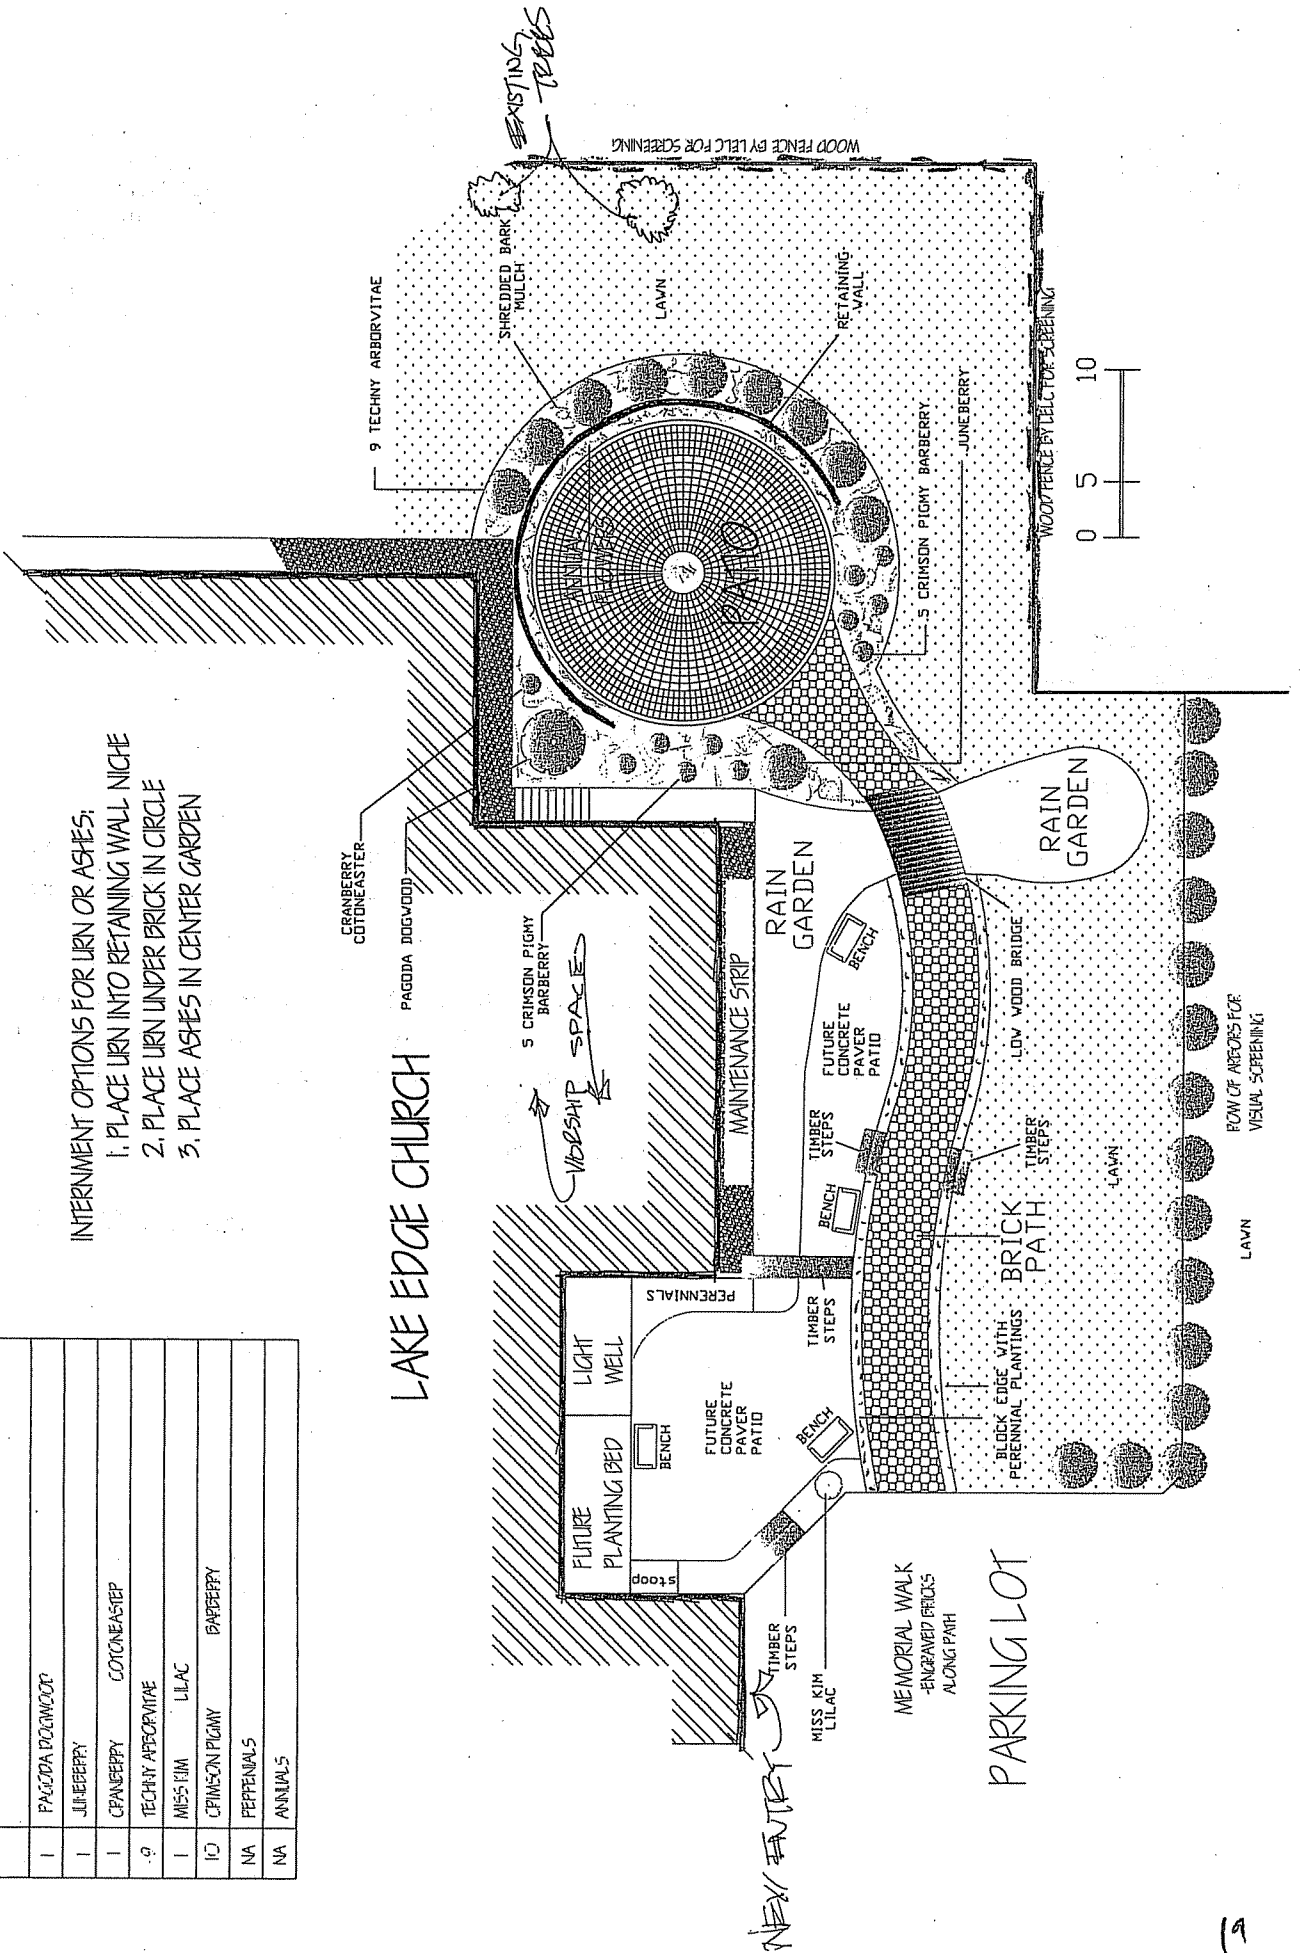 1 PAGODA DOGWOOD
1 JUNEBERRY
1 CRANBERRY COTONEASTER
9 TECHNY ARBORVITAE
1 MISS KIM LILAC
10 CRIMSON PIGMY BARBERRY
NA PERRENIALS
NA ANNUALS
INTERNMENT OPTIONS FOR URN OR ASHES:
1. PLACE URN INTO RETAINING WALL NICHE
2. PLACE URN UNDER BRICK IN CIRCLE
3. PLACE ASHES IN CENTER GARDEN
LAKE EDGE CHURCH
CRANBERRY
COTONEASTER
PAGODA DOGWOOD
5 CRIMSON PIGMY
BARBERRY
WORSHIP SPACE
9 TECHNY ARBORVITAE
SHREDDED BARK
MULCH
EXISTING
TREES
WOOD FENCE BY LELC FOR SCREENING
LAWN
RETAINING
WALL
ANNUAL
FLOWERS
PATIO
5 CRIMSON PIGMY BARBERRY
JUNEBERRY
WOOD FENCE BY LELC FOR SCREENING
0 5 10
FUTURE
PLANTING BED
LIGHT
WELL
PERENNIALS
stoop
BENCH
FUTURE
CONCRETE
PAVER
PATIO
BENCH
TIMBER
STEPS
MAINTENANCE STRIP
RAIN
GARDEN
BENCH
TIMBER
STEPS
FUTURE
CONCRETE
PAVER
PATIO
BENCH
RAIN
GARDEN
LOW WOOD BRIDGE
TIMBER
STEPS
BRICK
PATH
LAWN
BLOCK EDGE WITH
PERENNIAL PLANTINGS
ROW OF ARBORS FOR
VISUAL SCREENING
LAWN
NEW ENTRY
TIMBER
STEPS
MISS KIM
LILAC
MEMORIAL WALK
-ENGRAVED BRICKS
ALONG PATH
PARKING LOT
19